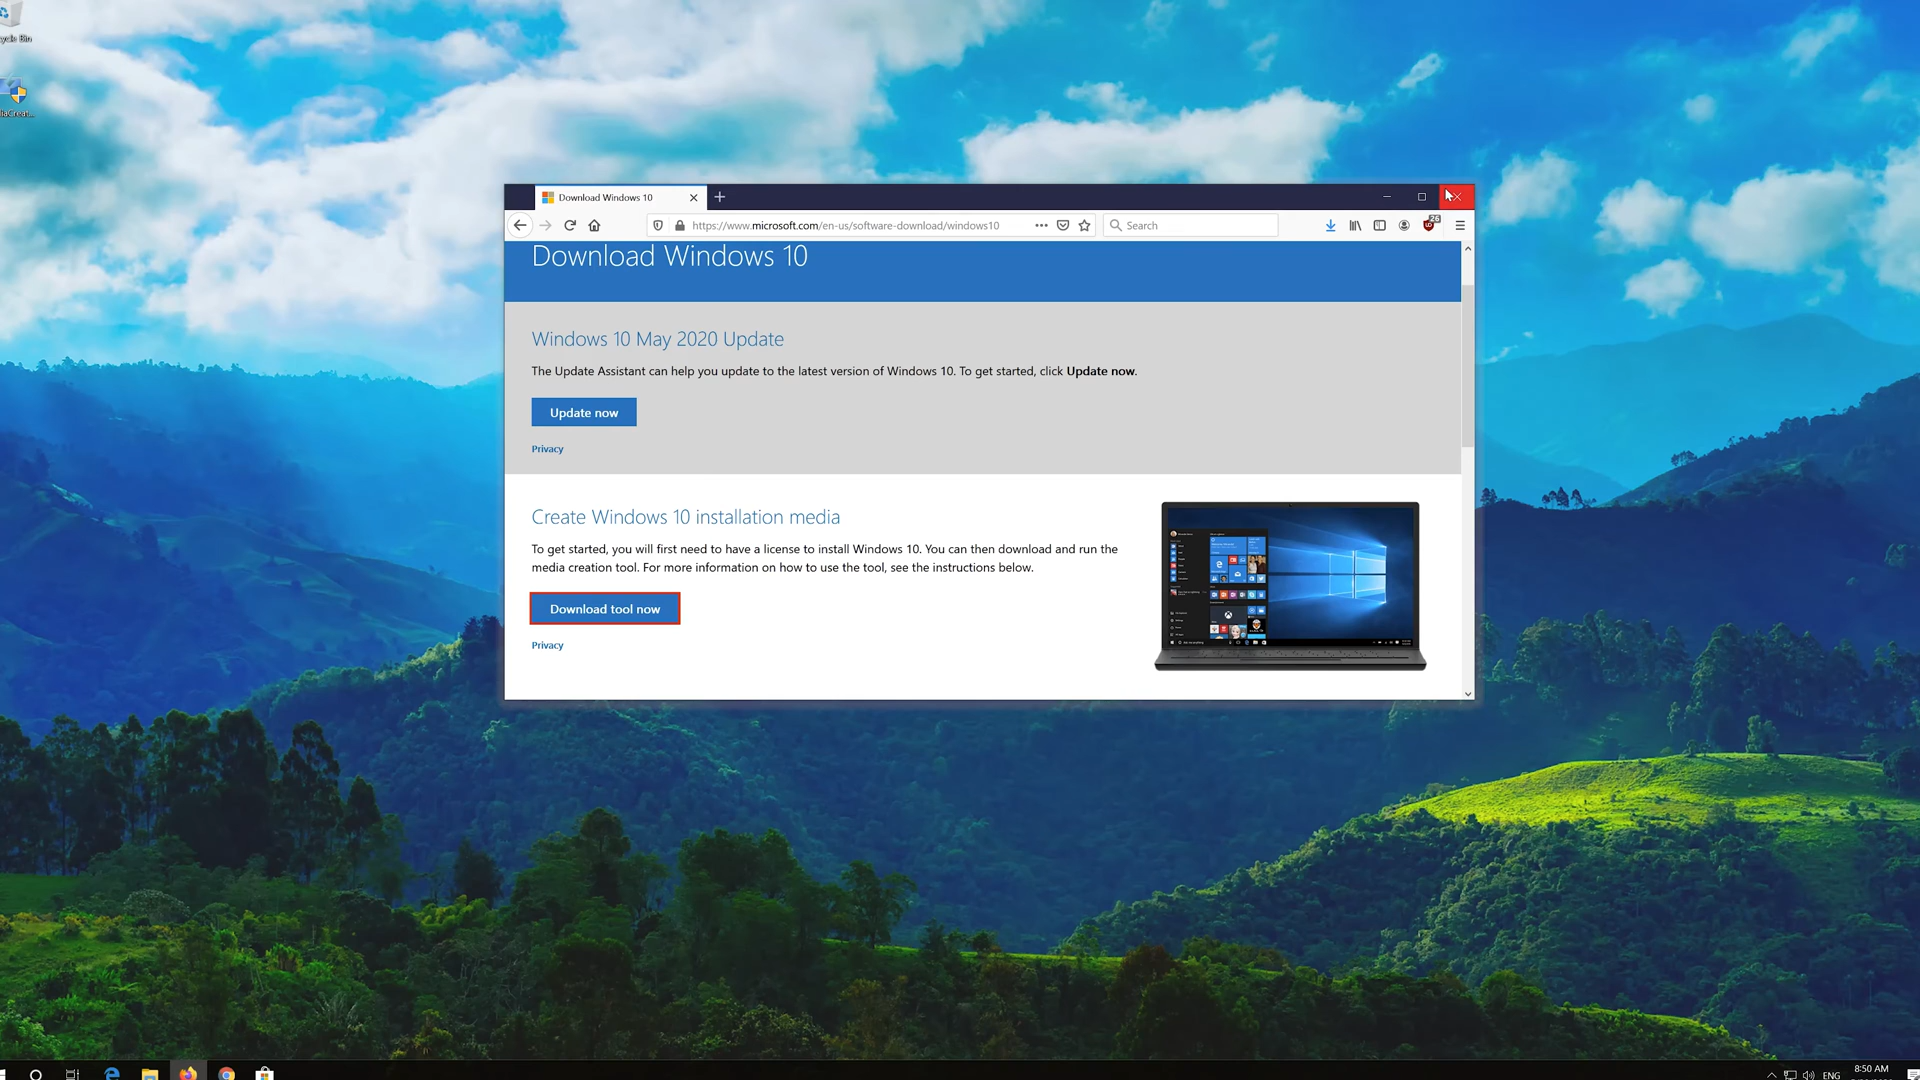 ycle Bin
liaCreat...
Download Windows 10
https://www.microsoft.com/en-us/software-download/windows10
Search
26
Download Windows 10
Windows 10 May 2020 Update
The Update Assistant can help you update to the latest version of Windows 10. To get started, click Update now.
Update now
Privacy
Create Windows 10 installation media
To get started, you will first need to have a license to install Windows 10. You can then download and run the
media creation tool. For more information on how to use the tool, see the instructions below.
Download tool now
Privacy
ENG
8:50 AM